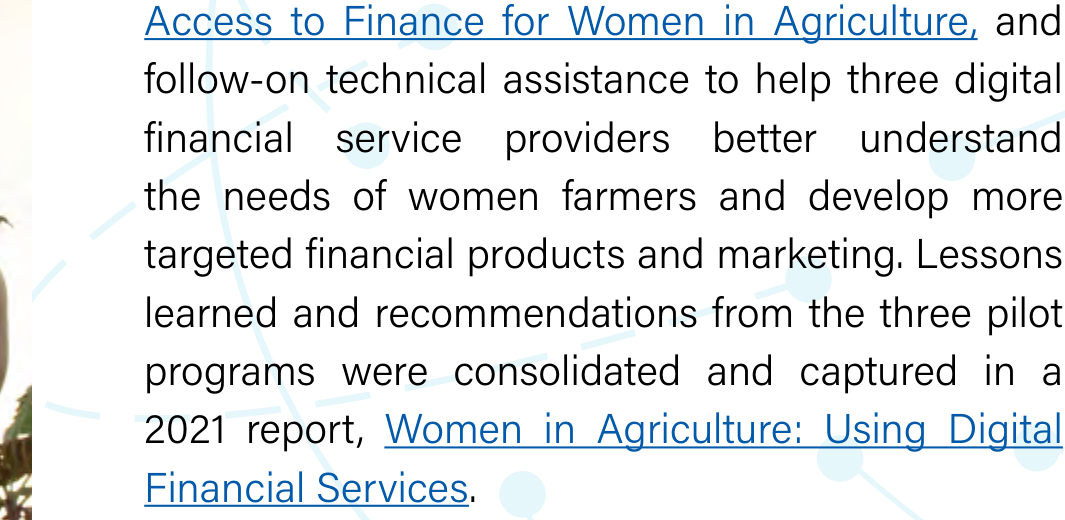 Access to Finance for Women in Agriculture, and
follow-on technical assistance to help three digital
financial service providers better understand
the needs of women farmers and develop more
targeted financial products and marketing. Lessons
learned and recommendations from the three pilot
programs were consolidated and captured in a
2021 report, Women in Agriculture: Using Digital
Financial Services.